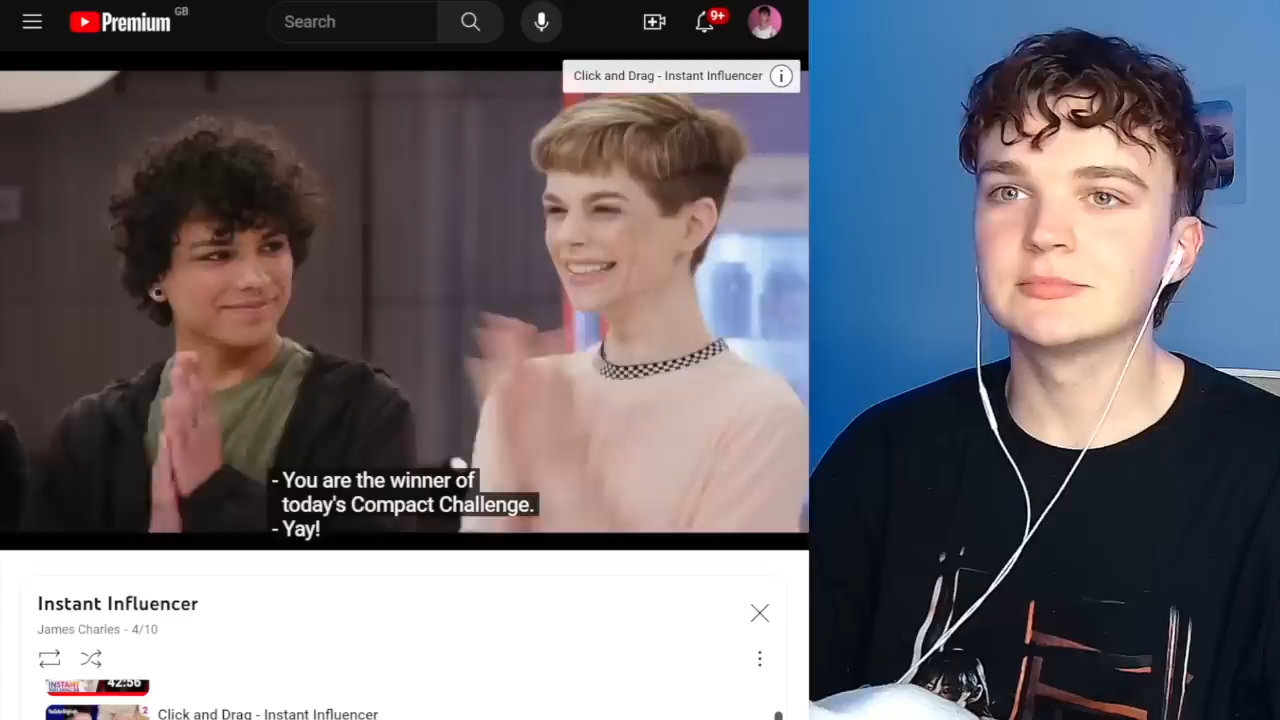 Premium GB
Search
9+
Click and Drag - Instant Influencer
- You are the winner of
today's Compact Challenge.
- Yay!
Instant Influencer
James Charles - 4/10
42:56
Click and Drag - Instant Influencer